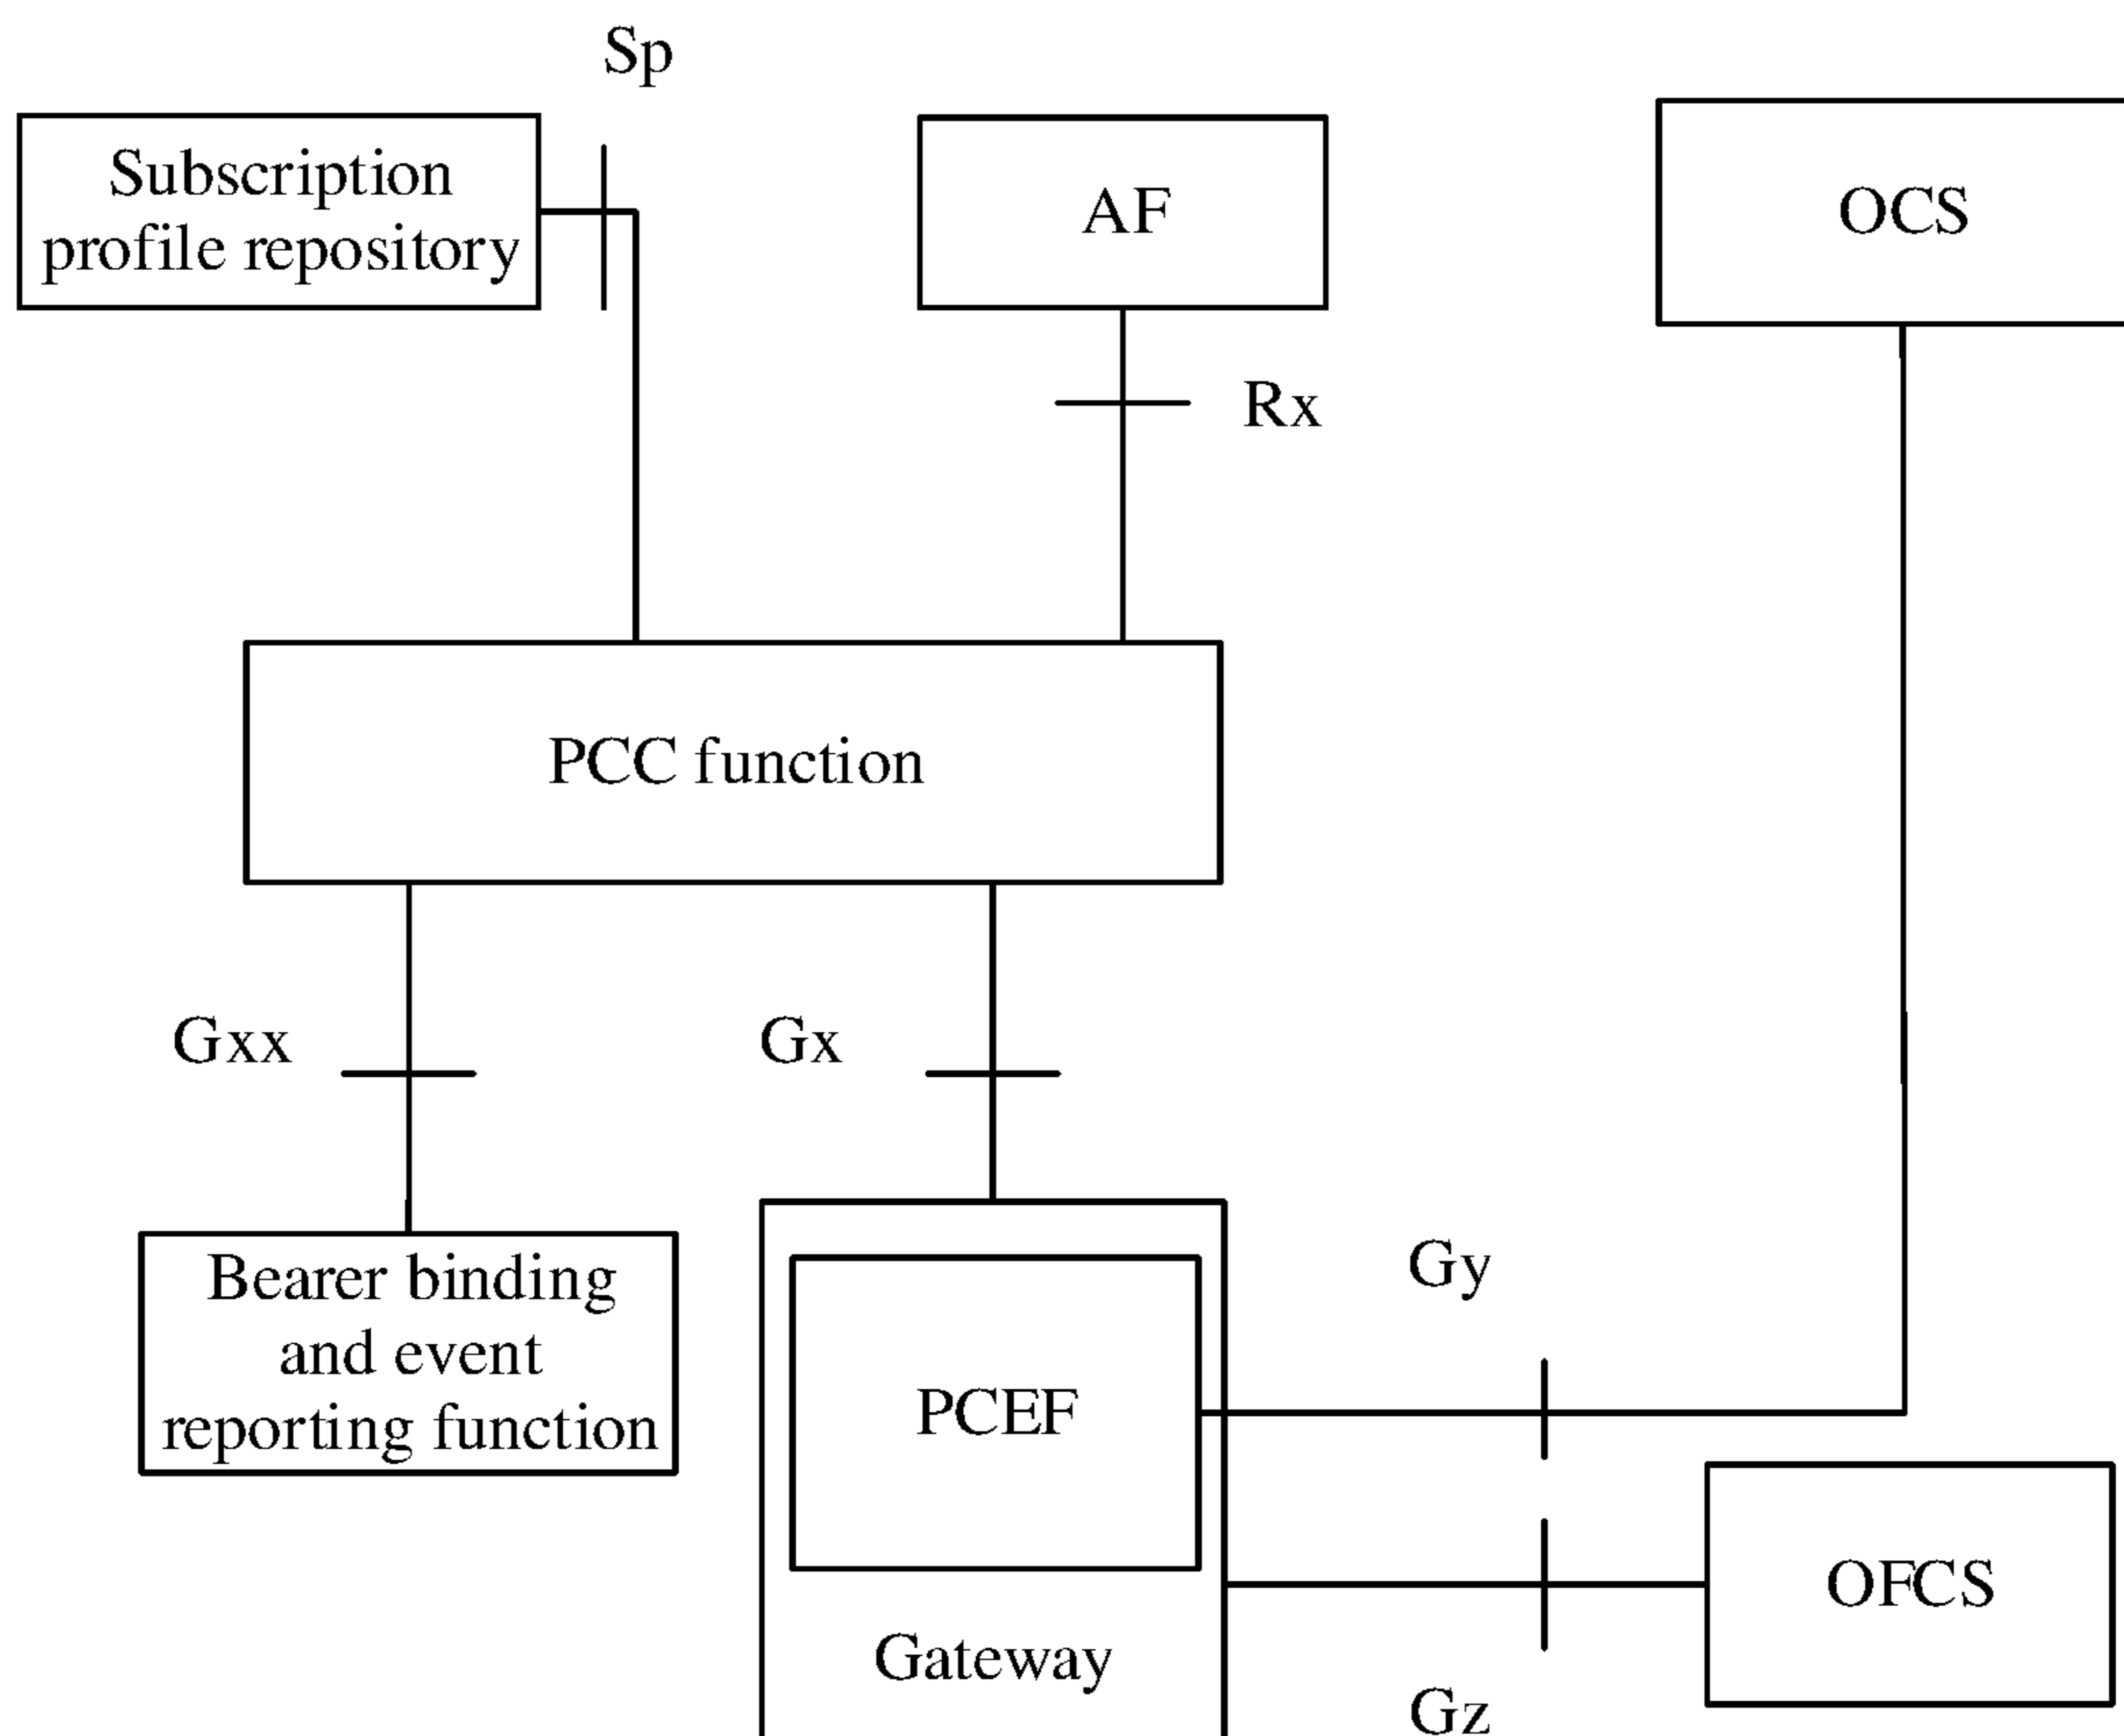 Sp
Subscription
profile repository
AF
OCS
Rx
PCC function
Gxx
Gx
Bearer binding
and event
reporting function
PCEF
Gy
OFCS
Gateway
Gz